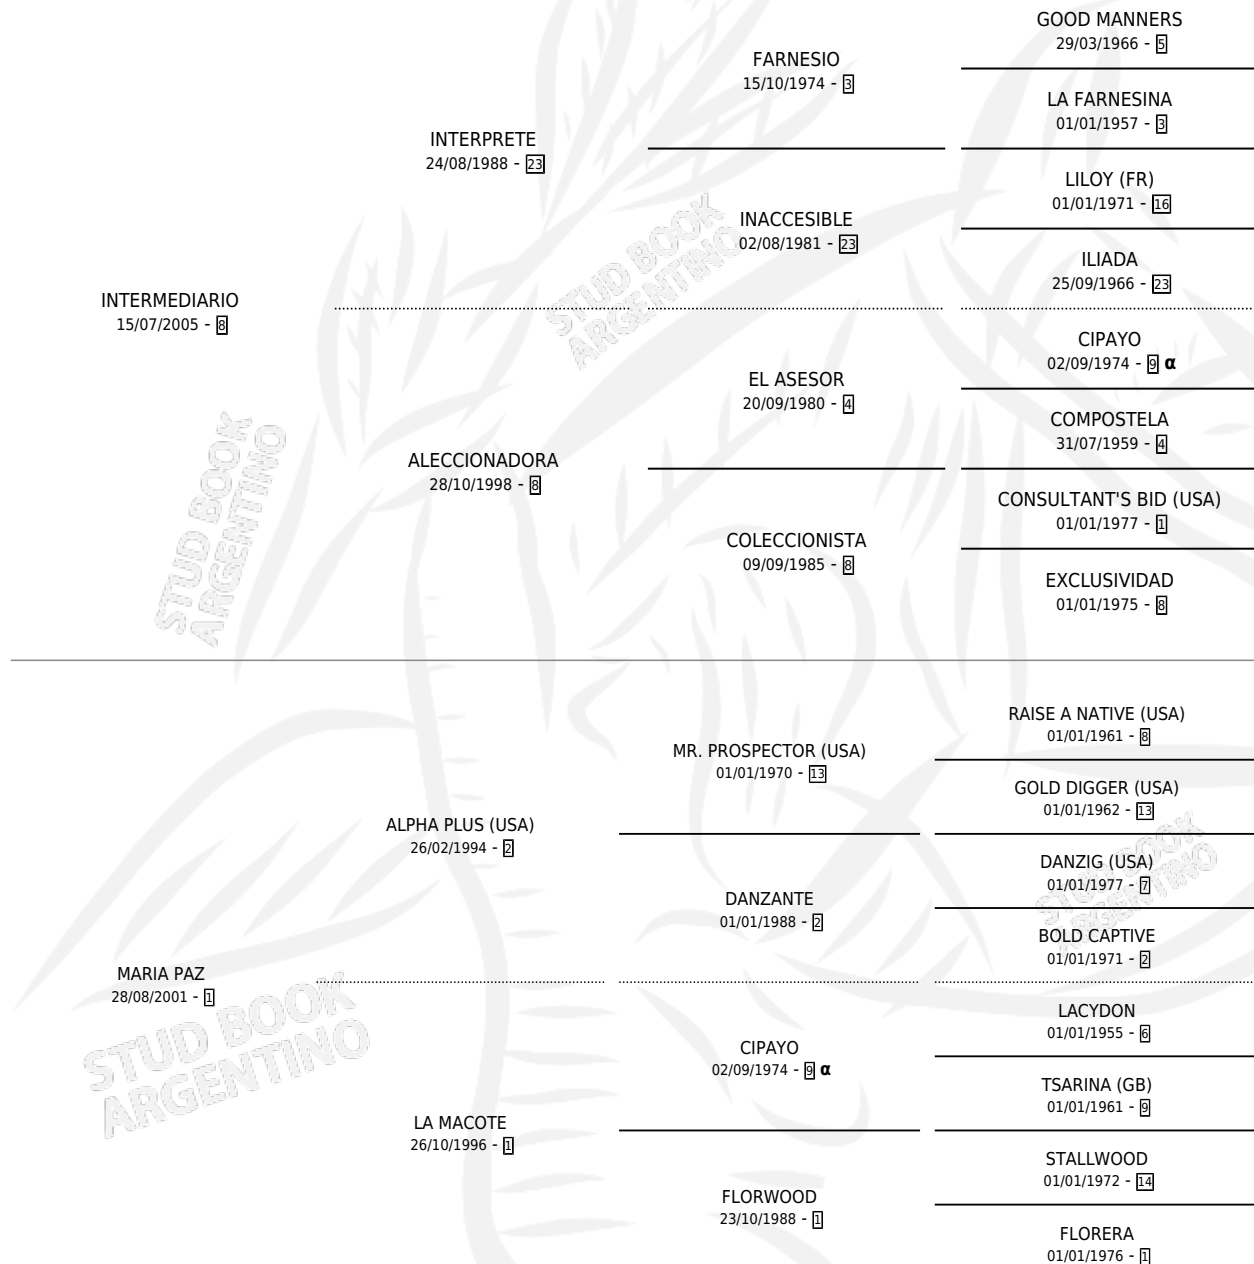 GOOD MANNERS
29/03/1966 - 5
FARNESIO
15/10/1974 - 3
LA FARNESINA
01/01/1957 - 3
INTERPRETE
24/08/1988 - 23
LILOY (FR)
01/01/1971 - 16
INACCESIBLE
02/08/1981 - 23
ILIADA
25/09/1966 - 23
STUD BOOK
ARGENTINO
INTERMEDIARIO
15/07/2005 - 8
CIPAYO
02/09/1974 - 9 α
EL ASESOR
20/09/1980 - 4
COMPOSTELA
31/07/1959 - 4
ALECCIONADORA
28/10/1998 - 8
CONSULTANT'S BID (USA)
01/01/1977 - 1
COLECCIONISTA
09/09/1985 - 8
EXCLUSIVIDAD
01/01/1975 - 8
STUD BOOK
ARGENTINO
RAISE A NATIVE (USA)
01/01/1961 - 8
MR. PROSPECTOR (USA)
01/01/1970 - 13
GOLD DIGGER (USA)
01/01/1962 - 13
ALPHA PLUS (USA)
26/02/1994 - 2
DANZIG (USA)
01/01/1977 - 7
DANZANTE
01/01/1988 - 2
BOLD CAPTIVE
01/01/1971 - 2
STUD BOOK
ARGENTINO
MARIA PAZ
28/08/2001 - 1
LACYDON
01/01/1955 - 6
CIPAYO
02/09/1974 - 9 α
TSARINA (GB)
01/01/1961 - 9
STUD BOOK
ARGENTINO
LA MACOTE
26/10/1996 - 1
STALLWOOD
01/01/1972 - 14
FLORWOOD
23/10/1988 - 1
FLORERA
01/01/1976 - 1